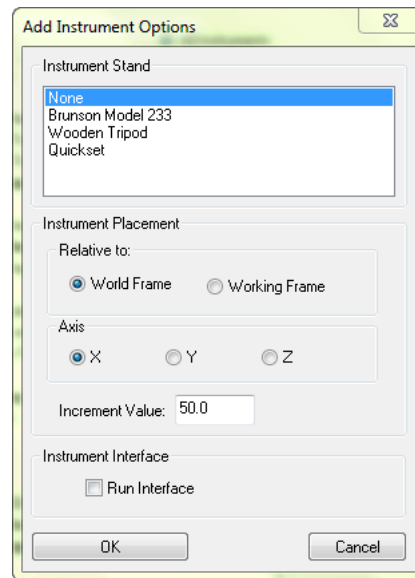 Add Instrument Options
Instrument Stand
None
Brunson Model 233
Wooden Tripod
Quickset
Instrument Placement
Relative to:
World Frame Working Frame
Axis
X Y Z
Increment Value: 50.0
Instrument Interface
Run Interface
OK Cancel